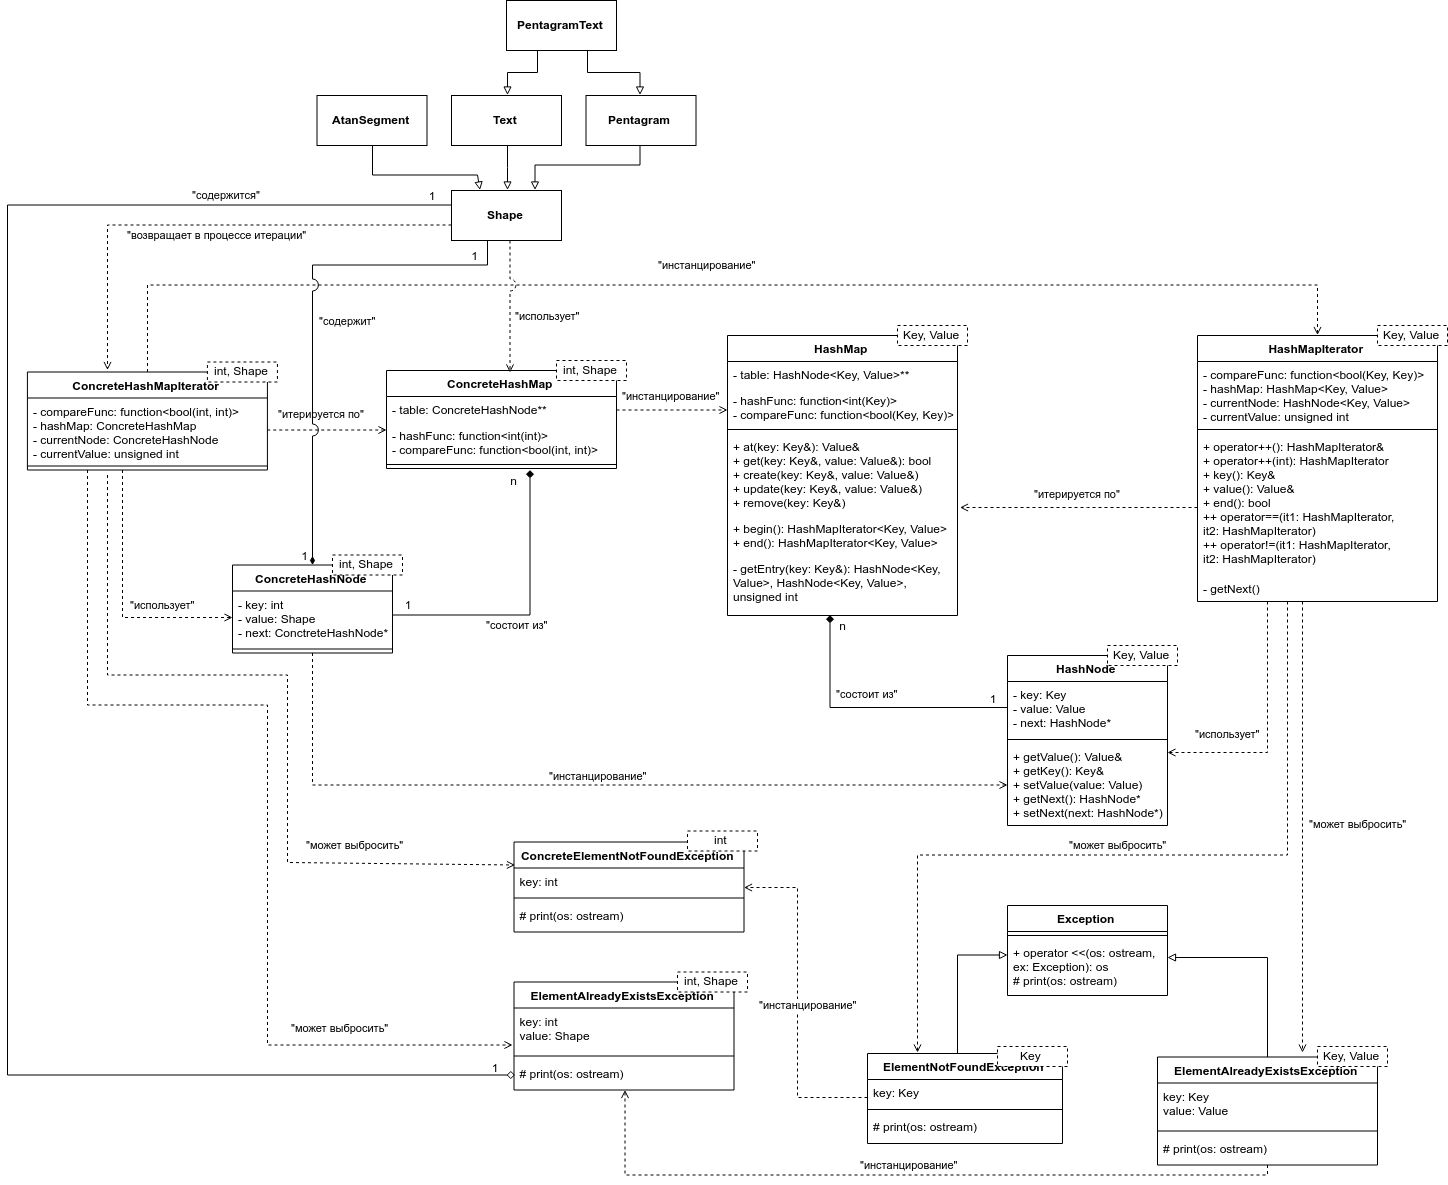 PentagramText
AtanSegment
Text
Pentagram
"содержится"
1
Shape
"возвращает в процессе итерации"
1
"инстанцирование"
"содержит"
"использует"
int, Shape
ConcreteHashMapIterator
- compareFunc: function<bool(int, int)>
- hashMap: ConcreteHashMap
- currentNode: ConcreteHashNode
- currentValue: unsigned int
"итерируется по"
int, Shape
ConcreteHashMap
- table: ConcreteHashNode**
- hashFunc: function<int(int)>
- compareFunc: function<bool(int, int)>
n
"инстанцирование"
Key, Value
HashMap
- table: HashNode<Key, Value>**
- hashFunc: function<int(Key)>
- compareFunc: function<bool(Key, Key)>
+ at(key: Key&): Value&
+ get(key: Key&, value: Value&): bool
+ create(key: Key&, value: Value&)
+ update(key: Key&, value: Value&)
+ remove(key: Key&)
+ begin(): HashMapIterator<Key, Value>
+ end(): HashMapIterator<Key, Value>
- getEntry(key: Key&): HashNode<Key,
Value>, HashNode<Key, Value>,
unsigned int
n
"итерируется по"
Key, Value
HashMapIterator
- compareFunc: function<bool(Key, Key)>
- hashMap: HashMap<Key, Value>
- currentNode: HashNode<Key, Value>
- currentValue: unsigned int
+ operator++(): HashMapIterator&
+ operator++(int): HashMapIterator
+ key(): Key&
+ value(): Value&
+ end(): bool
++ operator==(it1: HashMapIterator,
it2: HashMapIterator)
++ operator!=(it1: HashMapIterator,
it2: HashMapIterator)
- getNext()
1
int, Shape
ConcreteHashNode
- key: int
- value: Shape
- next: ConctreteHashNode*
"использует"
1
"состоит из"
"состоит из"
1
Key, Value
HashNode
- key: Key
- value: Value
- next: HashNode*
+ getValue(): Value&
+ getKey(): Key&
+ setValue(value: Value)
+ getNext(): HashNode*
+ setNext(next: HashNode*)
"использует"
"инстанцирование"
"может выбросить"
int
ConcreteElementNotFoundException
key: int
# print(os: ostream)
"может выбросить"
"может выбросить"
Exception
+ operator <<(os: ostream,
ex: Exception): os
# print(os: ostream)
int, Shape
ElementAlreadyExistsException
key: int
value: Shape
# print(os: ostream)
"может выбросить"
1
"инстанцирование"
Key
ElementNotFoundException
key: Key
# print(os: ostream)
Key, Value
ElementAlreadyExistsException
key: Key
value: Value
# print(os: ostream)
"инстанцирование"